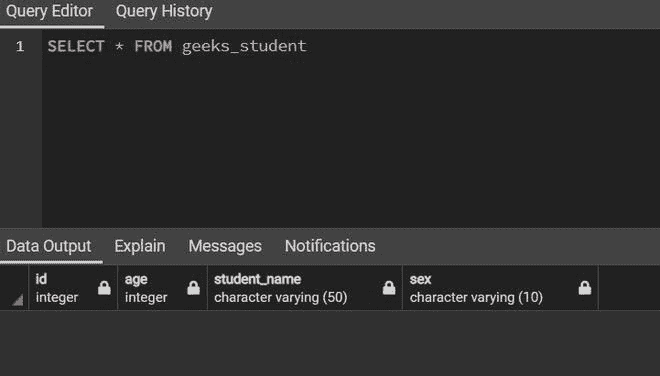 Query Editor Query History
1 SELECT * FROM geeks_student
Data Output Explain Messages Notifications
id age student_name sex
integer integer character varying (50) character varying (10)